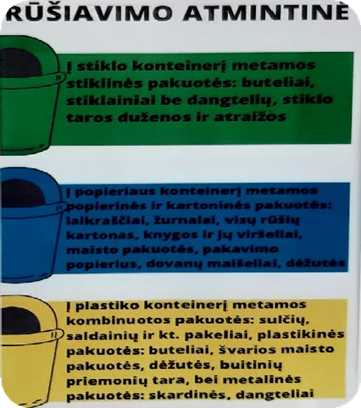 RŪŠIAVIMO ATMINTINĖ
Į stiklo konteinerį metamos
stiklinės pakuotės: buteliai,
stiklainiai be dangtelių, stiklo
taros duženos ir atraižos
Į popieriaus konteinerį metamos
popierinės ir kartoninės pakuotės:
laikraščiai, žurnalai, visų rūšių
kartonas, knygos ir jų viršeliai,
maisto pakuotės, pakavimo
popierius, dovanų maišeliai, dėžutės
Į plastiko konteinerį metamos
kombinuotos pakuotės: sulčių,
saldainių ir kt. pakeliai, plastikinės
pakuotės: buteliai, švarios maisto
pakuotės, dėžutės, buitinių
priemonių tara, bei metalinės
pakuotės: skardinės, dangteliai